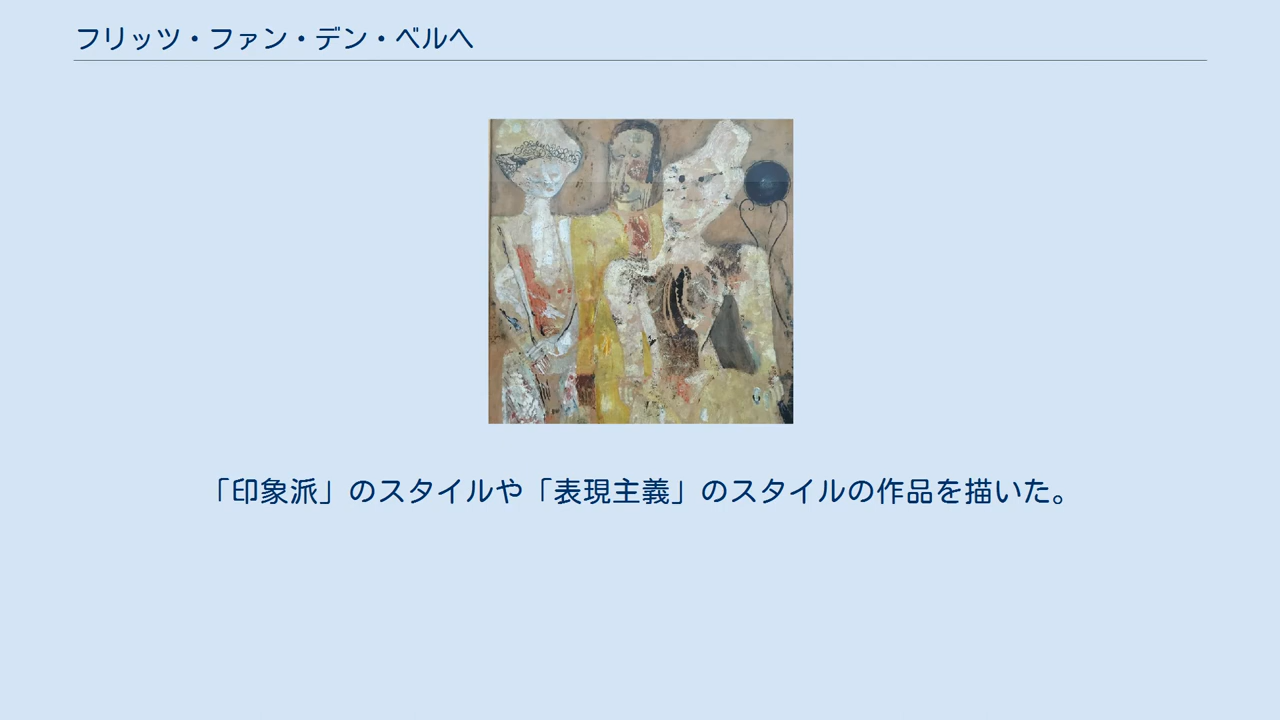 フリッツ・ファン・デン・ベルヘ
「印象派」のスタイルや「表現主義」のスタイルの作品を描いた。